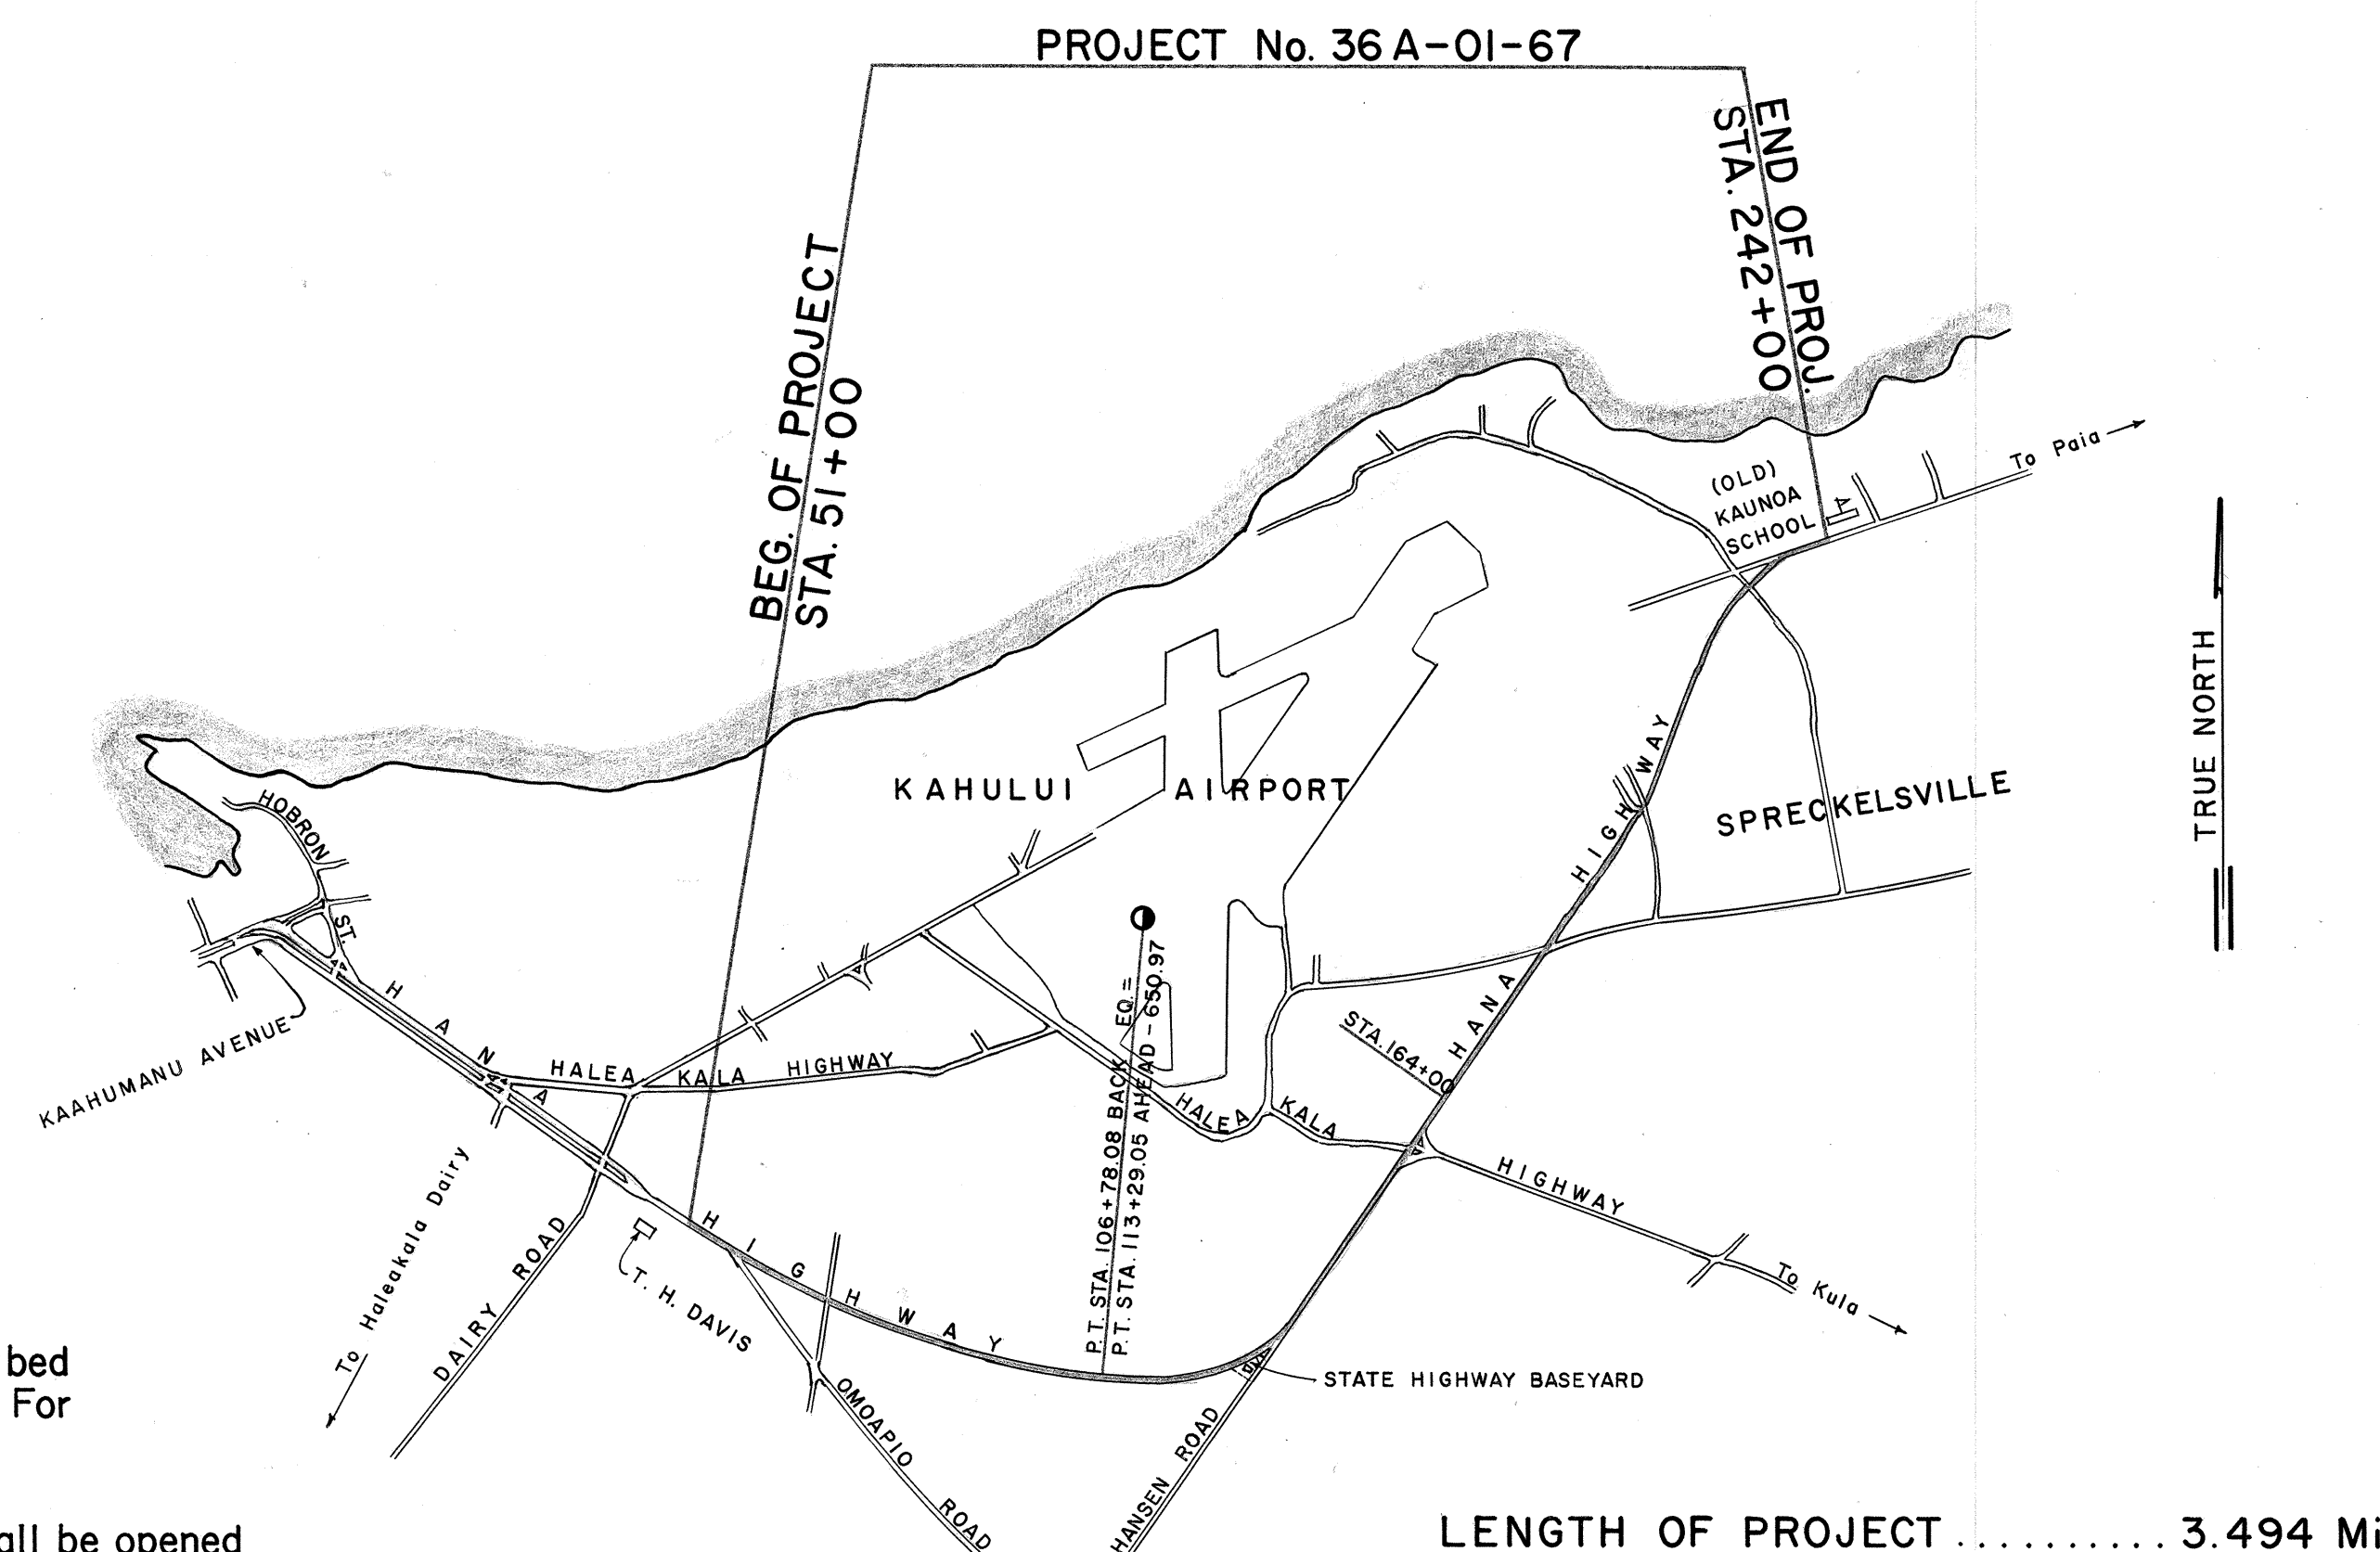 PROJECT No. 36 A-01-67
BEG. OF PROJECT
STA. 51+00
END OF PROJ.
STA. 242+00
To Paia
(OLD)
KAUNOA
SCHOOL
TRUE NORTH
KAHULUI AIRPORT
SPRECKELSVILLE
HOBRON
ST.
KAAHUMANU AVENUE
HANA
HIGHWAY
HALEAKALA HIGHWAY
HANA HIGHWAY
STA. 164+00
HALEAKALA
HIGHWAY
To Kula
P.T. STA. 106+78.08 BACK EQ. =
P.T. STA. 113+29.05 AHEAD - 650.97
To Haleakala Dairy
DAIRY ROAD
T. H. DAVIS
OMOAPIO
ROAD
HANSEN ROAD
STATE HIGHWAY BASEYARD
bed
For
all be opened
LENGTH OF PROJECT .......... 3.494 Mi